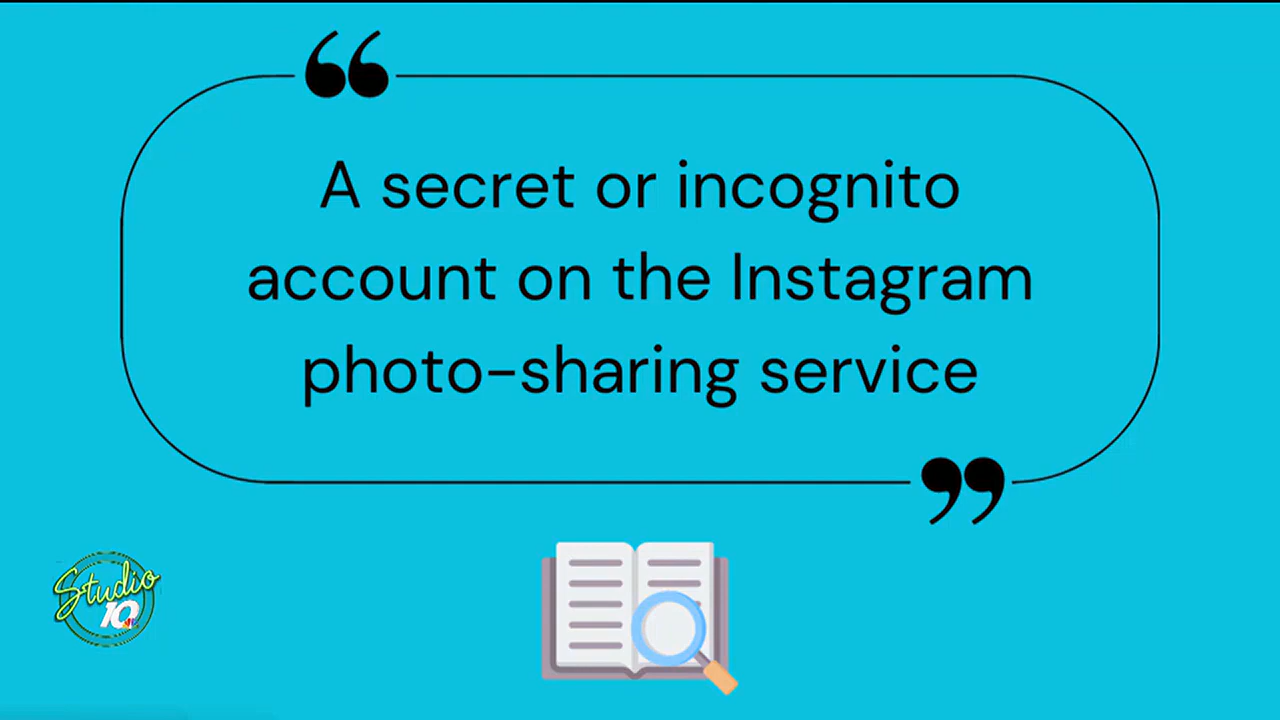 “
A secret or incognito
account on the Instagram
photo-sharing service
”
Studio
10